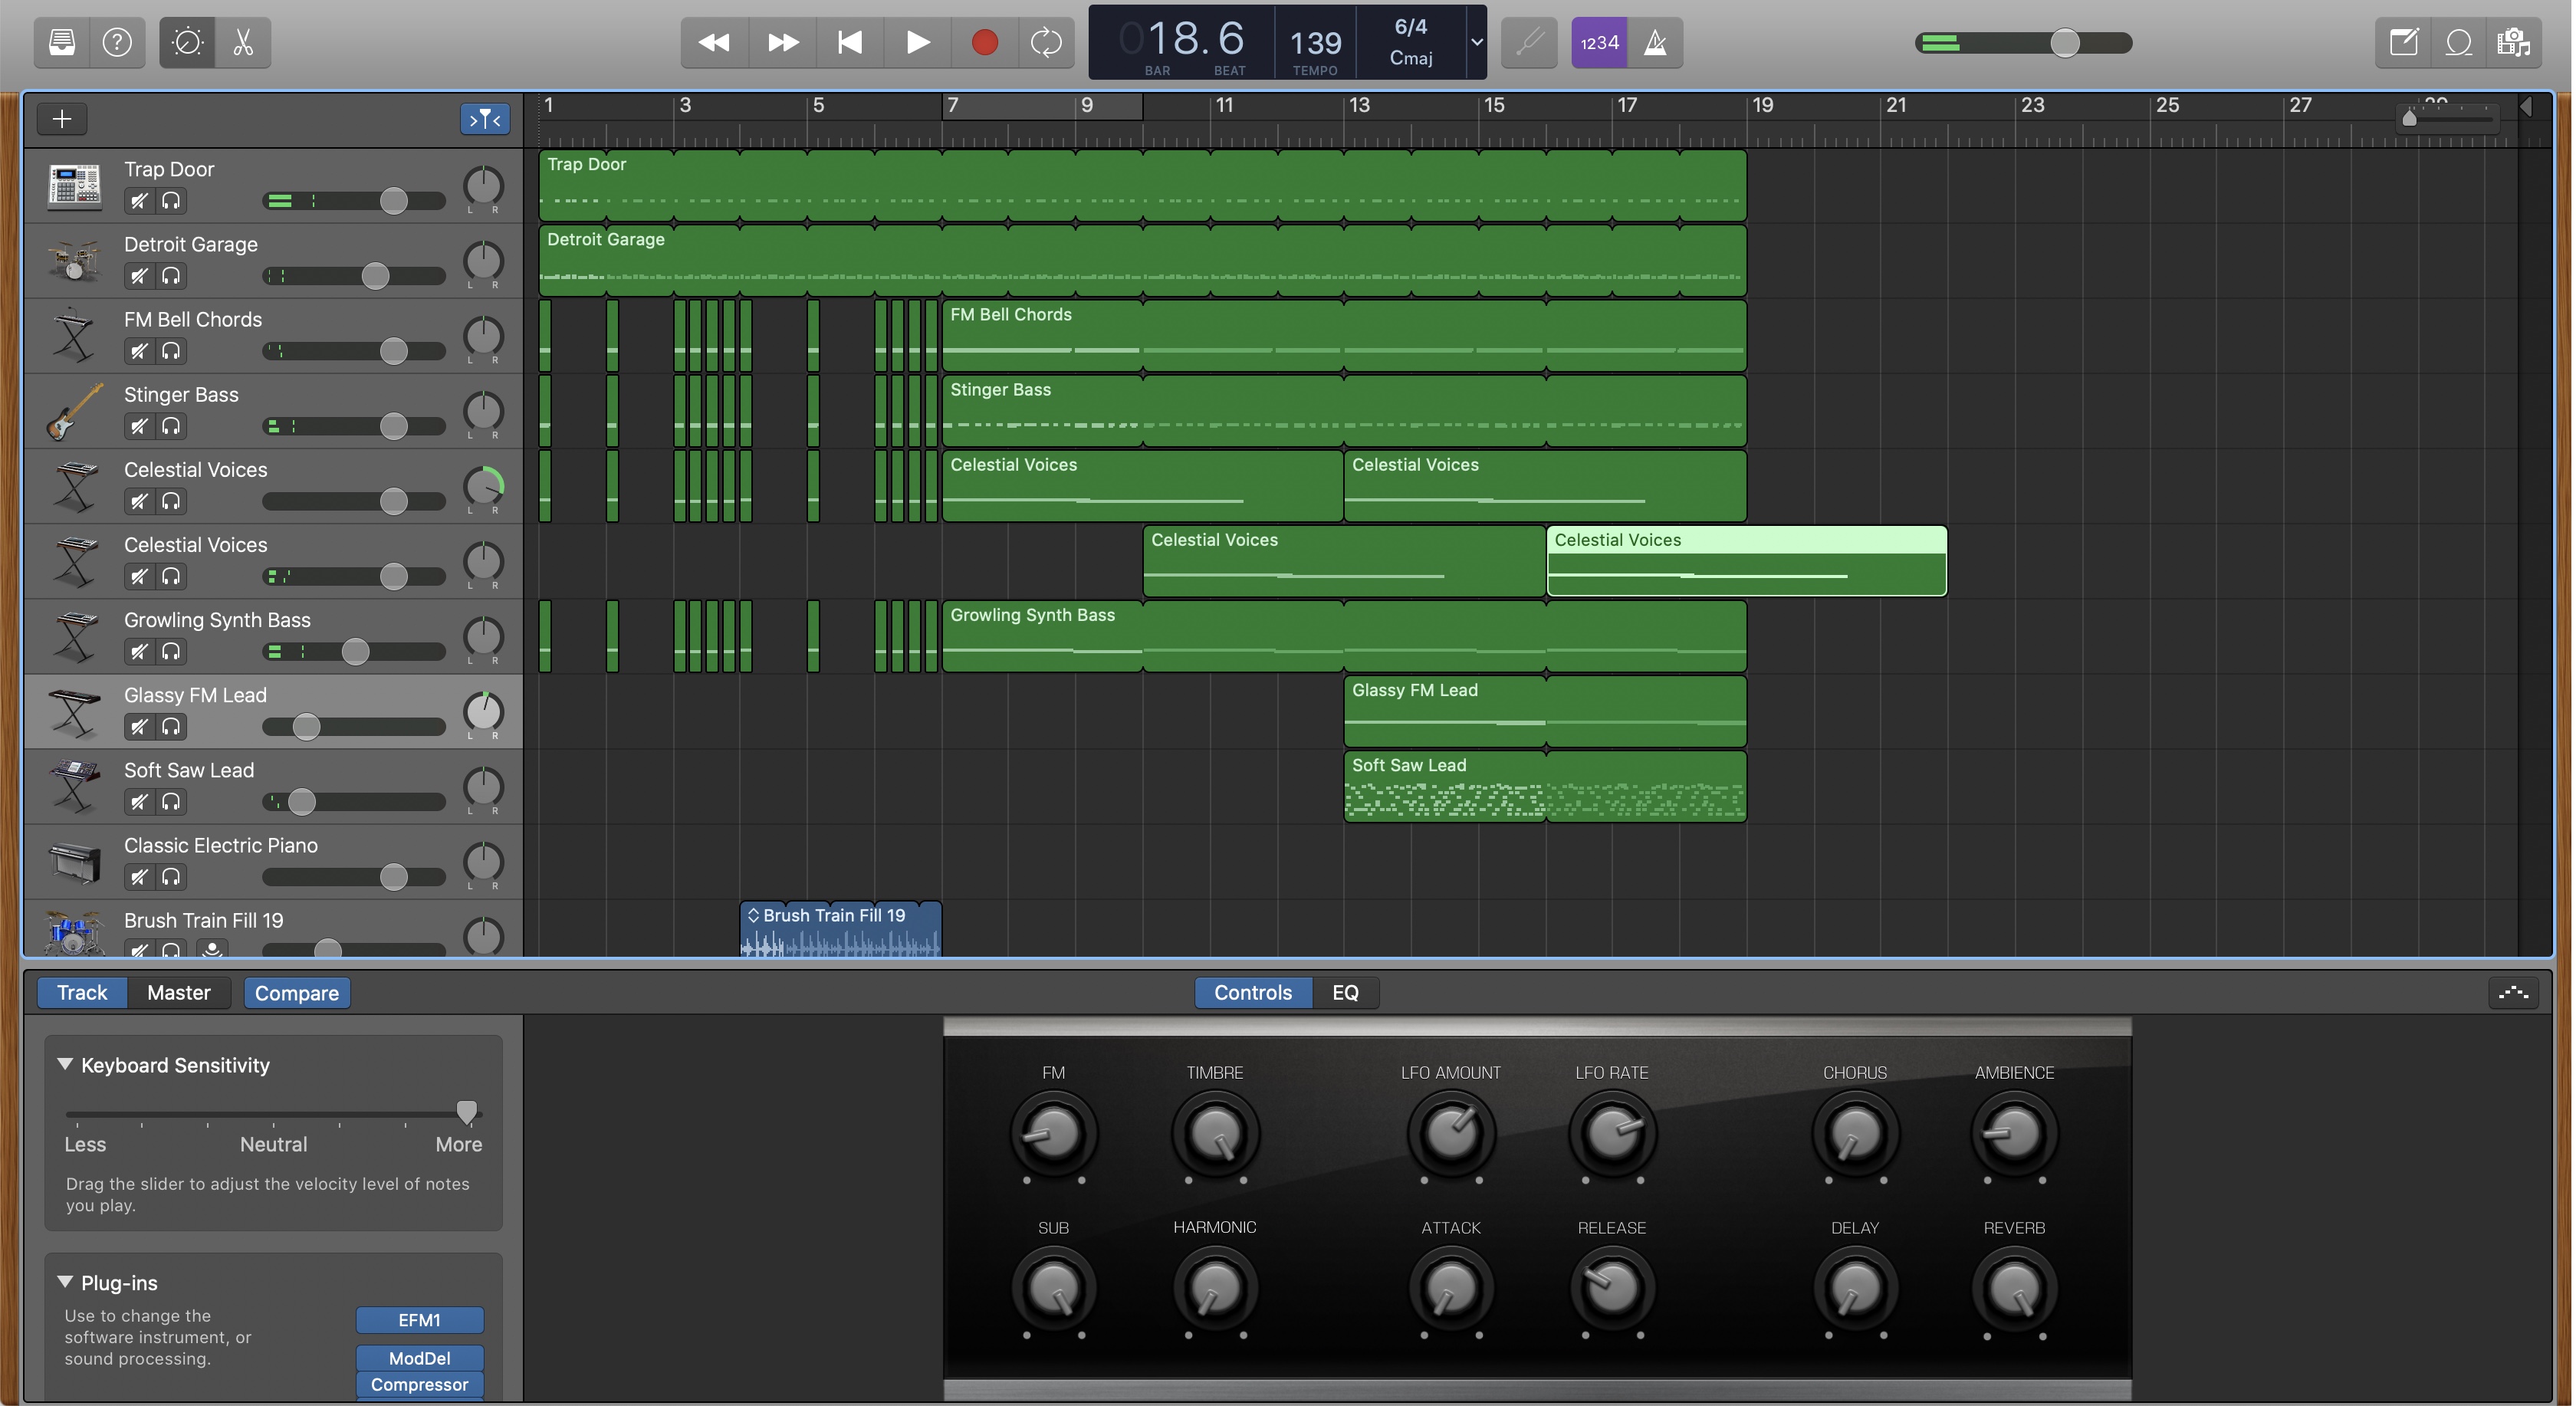 018.6
BAR
BEAT
139
TEMPO
6/4
Cmaj
1234
1
3
5
7
9
11
13
15
17
19
21
23
25
27
Trap Door
L R
Trap Door
Detroit Garage
L R
Detroit Garage
FM Bell Chords
L R
FM Bell Chords
Stinger Bass
L R
Stinger Bass
Celestial Voices
L R
Celestial Voices
Celestial Voices
Celestial Voices
L R
Celestial Voices
Celestial Voices
Growling Synth Bass
L R
Growling Synth Bass
Glassy FM Lead
L R
Glassy FM Lead
Soft Saw Lead
L R
Soft Saw Lead
Classic Electric Piano
L R
Brush Train Fill 19
Brush Train Fill 19
Track
Master
Compare
Controls
EQ
Keyboard Sensitivity
Less
Neutral
More
Drag the slider to adjust the velocity level of notes
you play.
Plug-ins
Use to change the
software instrument, or
sound processing.
EFM1
ModDel
Compressor
FM
TIMBRE
LFO AMOUNT
LFO RATE
CHORUS
AMBIENCE
SUB
HARMONIC
ATTACK
RELEASE
DELAY
REVERB